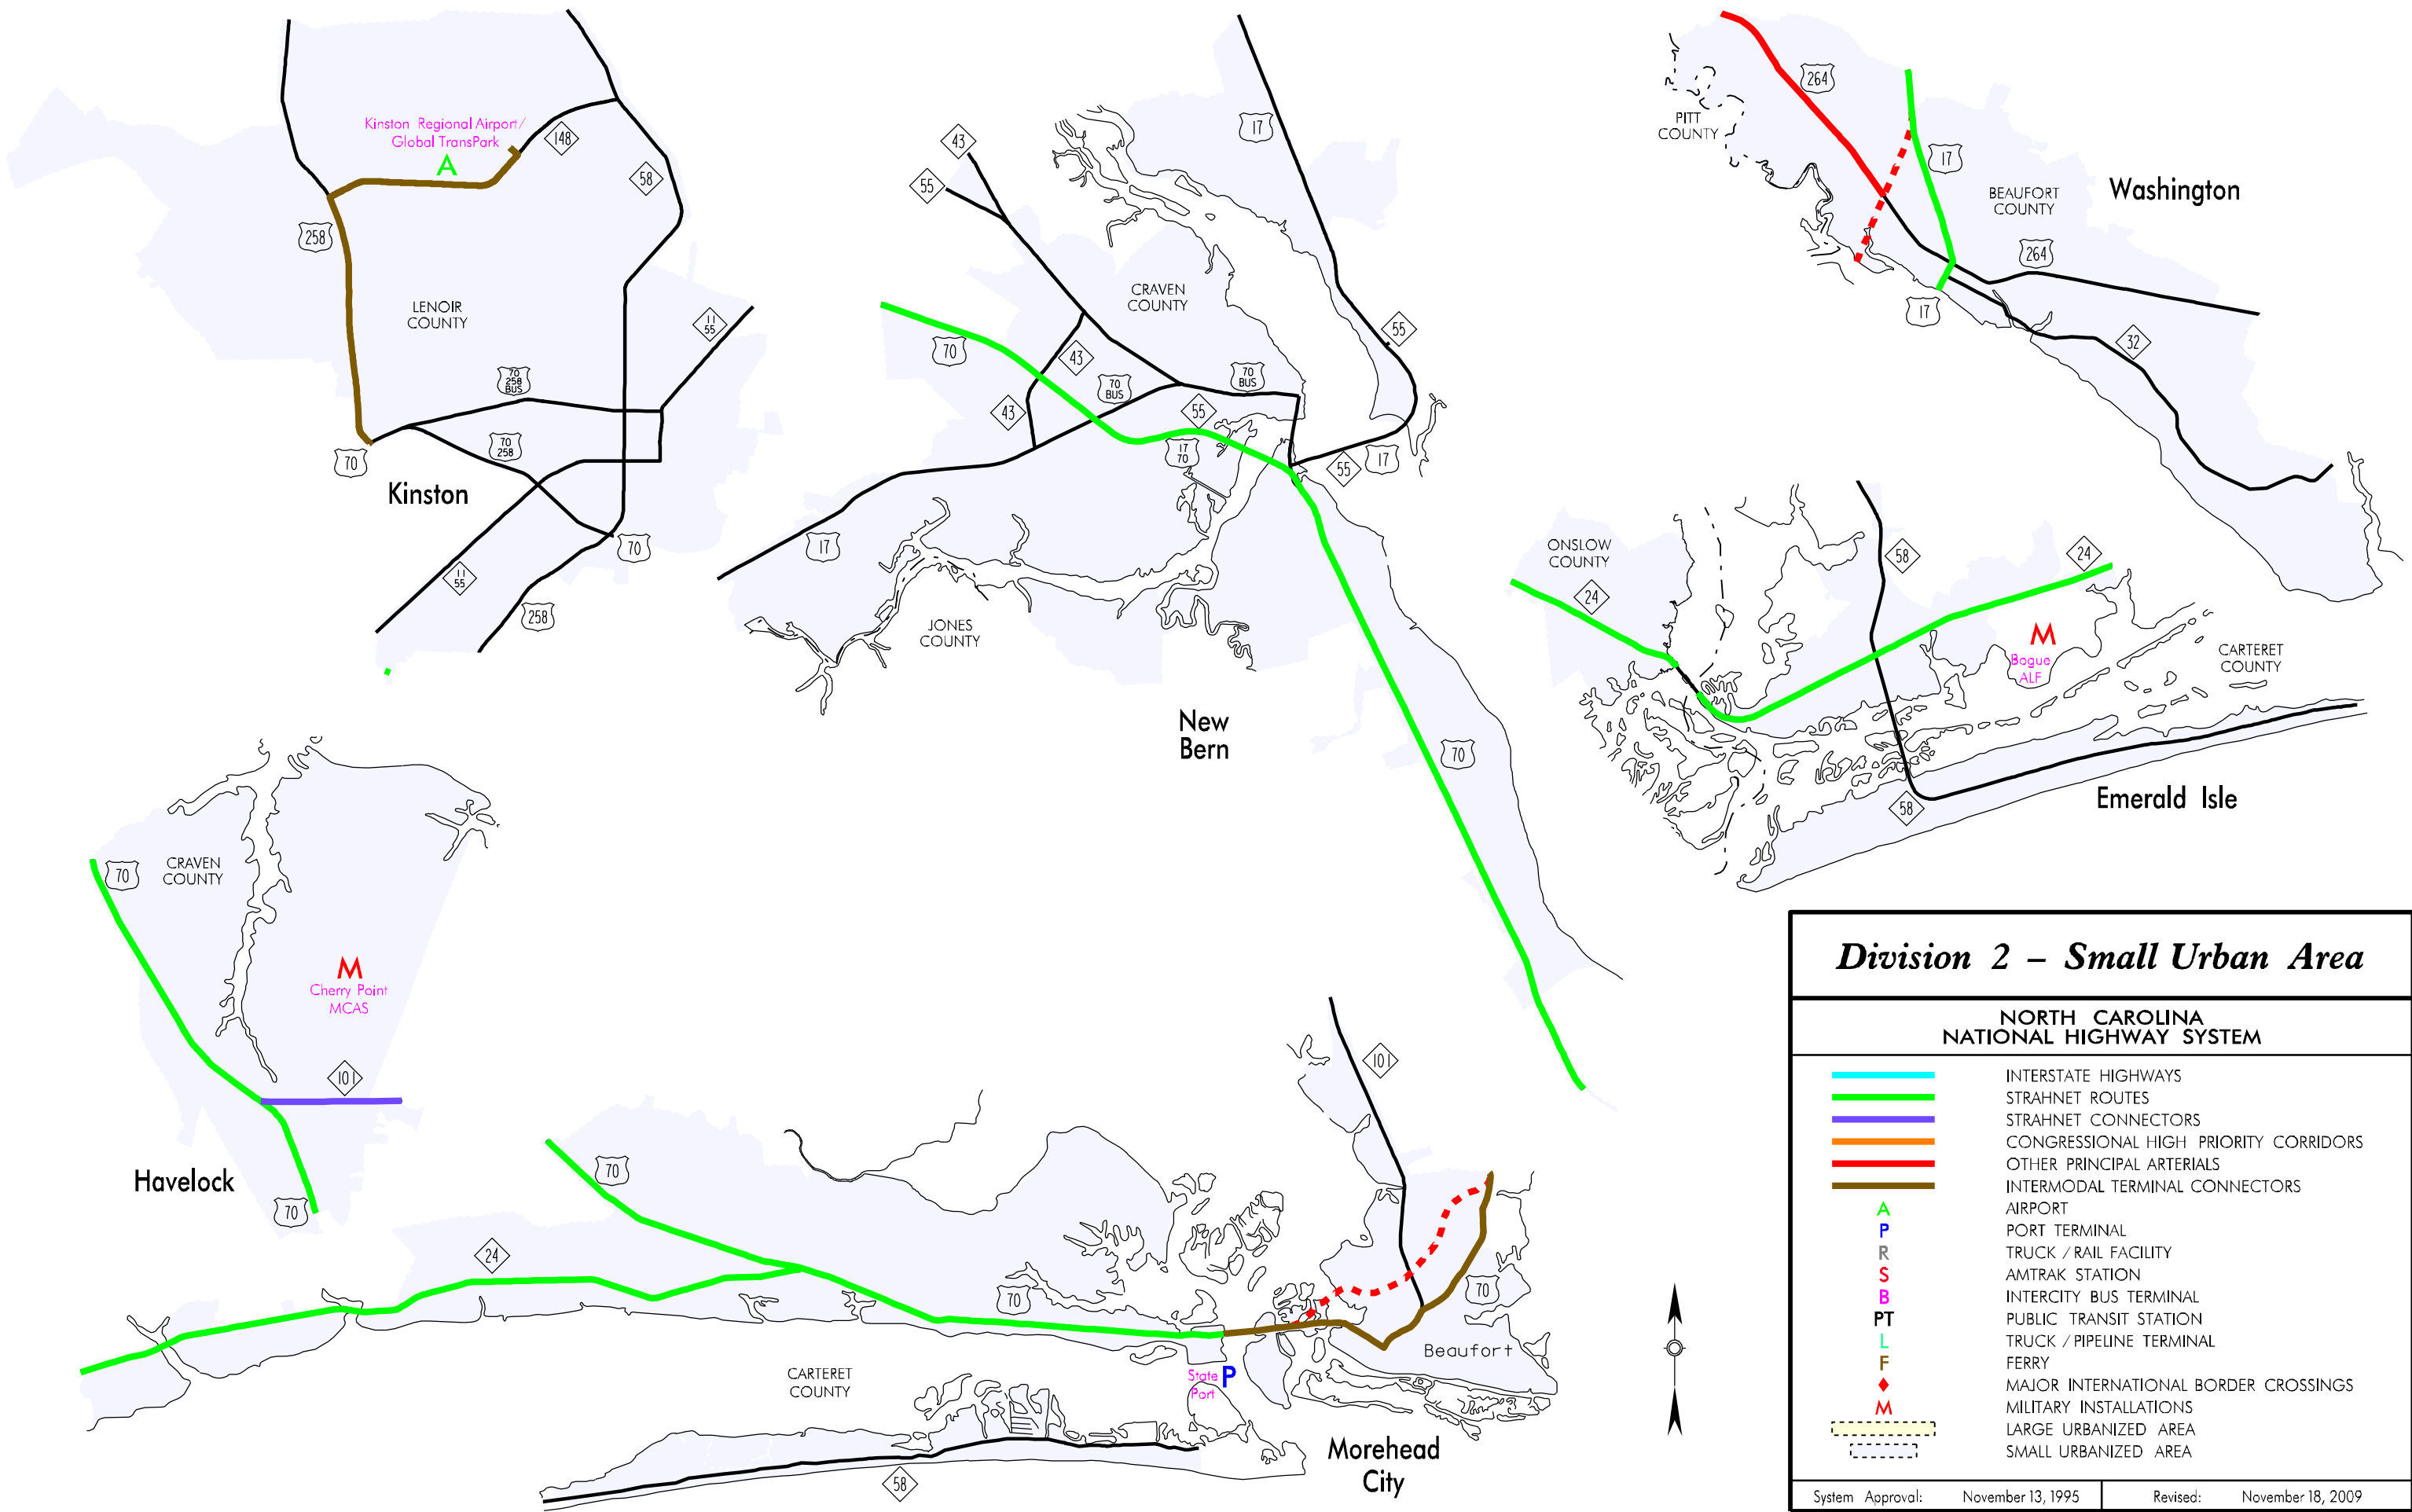 Kinston Regional Airport/
Global TransPark
A
148
58
258
LENOIR
COUNTY
11
55
70
258
BUS
70
258
70
Kinston
70
11
55
258
17
43
55
CRAVEN
COUNTY
55
70
43
70
BUS
70
BUS
43
55
17
70
55
17
17
JONES
COUNTY
New
Bern
70
264
PITT
COUNTY
17
BEAUFORT
COUNTY
Washington
264
17
32
ONSLOW
COUNTY
58
24
24
M
Bogue
ALF
CARTERET
COUNTY
58
Emerald Isle
70
CRAVEN
COUNTY
M
Cherry Point
MCAS
101
Havelock
70
101
70
24
70
70
Beaufort
CARTERET
COUNTY
State
Port
P
Morehead
City
58
Division 2 – Small Urban Area
NORTH CAROLINA
NATIONAL HIGHWAY SYSTEM
INTERSTATE HIGHWAYS
STRAHNET ROUTES
STRAHNET CONNECTORS
CONGRESSIONAL HIGH PRIORITY CORRIDORS
OTHER PRINCIPAL ARTERIALS
INTERMODAL TERMINAL CONNECTORS
A AIRPORT
P PORT TERMINAL
R TRUCK / RAIL FACILITY
S AMTRAK STATION
B INTERCITY BUS TERMINAL
PT PUBLIC TRANSIT STATION
L TRUCK / PIPELINE TERMINAL
F FERRY
MAJOR INTERNATIONAL BORDER CROSSINGS
M MILITARY INSTALLATIONS
LARGE URBANIZED AREA
SMALL URBANIZED AREA
System Approval: November 13, 1995 Revised: November 18, 2009